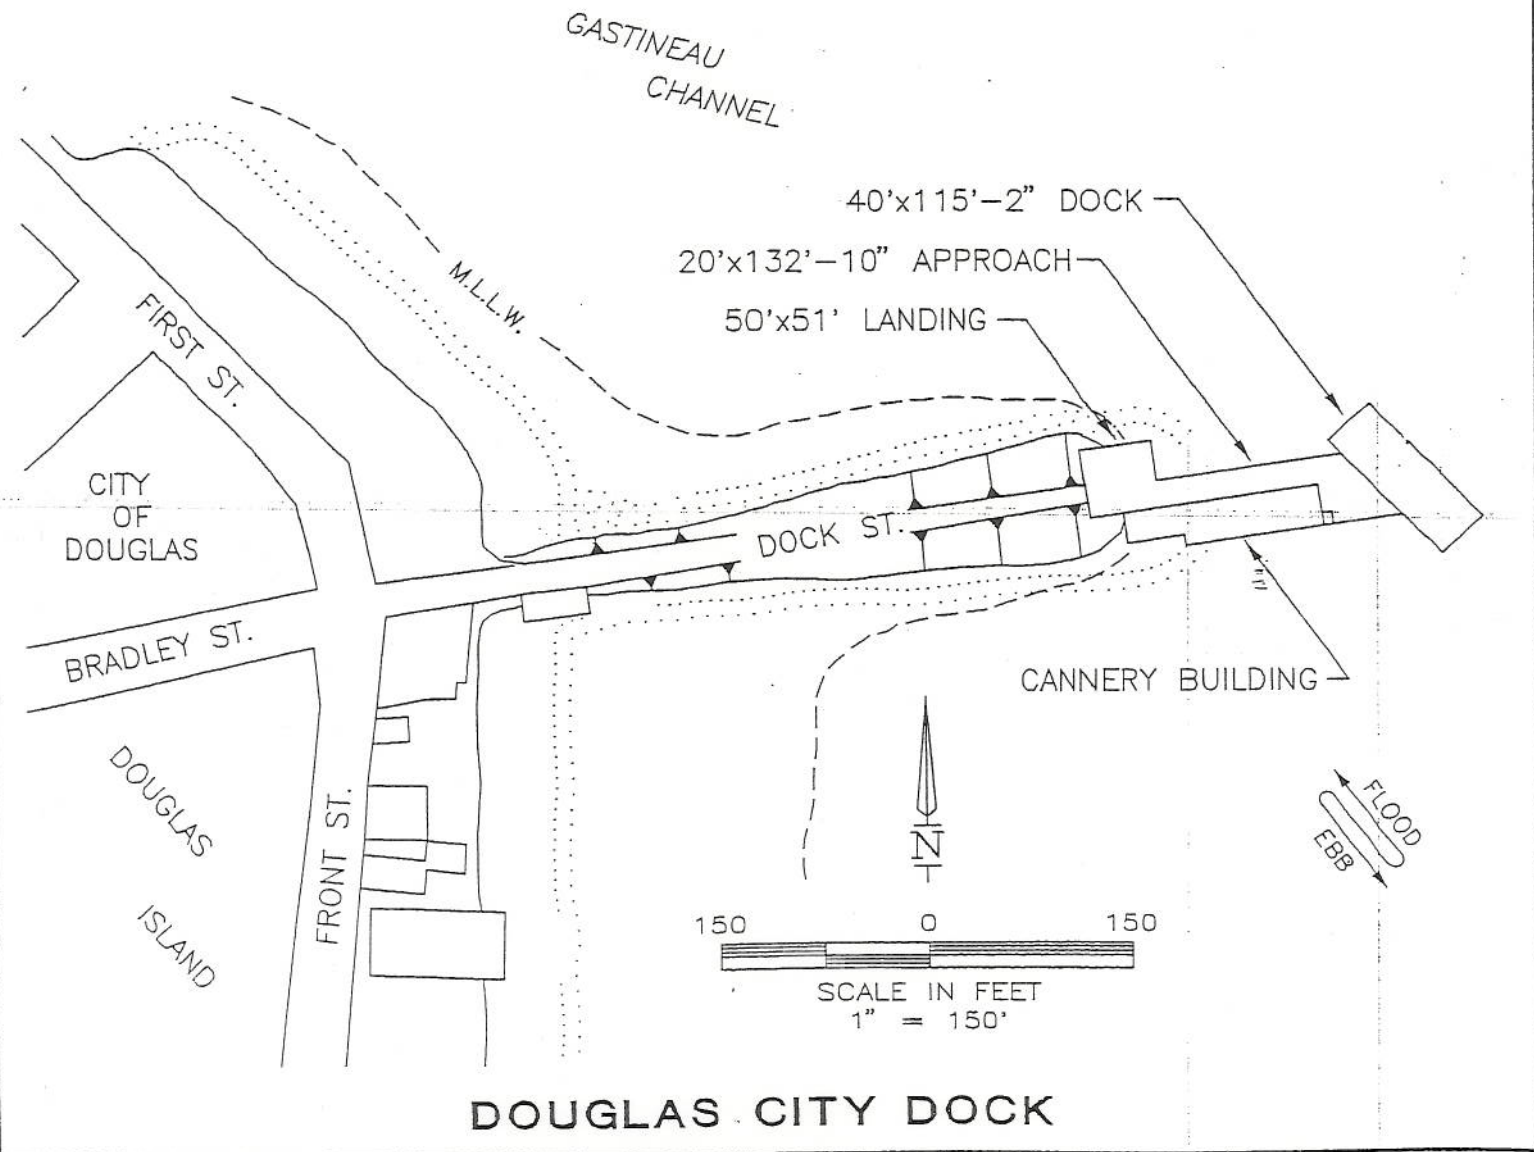 GASTINEAU
CHANNEL
40'x115'-2" DOCK
20'x132'-10" APPROACH
50'x51' LANDING
M.L.L.W.
FIRST ST.
CITY
OF
DOUGLAS
DOCK ST.
BRADLEY ST.
CANNERY BUILDING
DOUGLAS
ISLAND
FRONT ST.
N
FLOOD
EBB
150 0 150
SCALE IN FEET
1" = 150'
DOUGLAS CITY DOCK